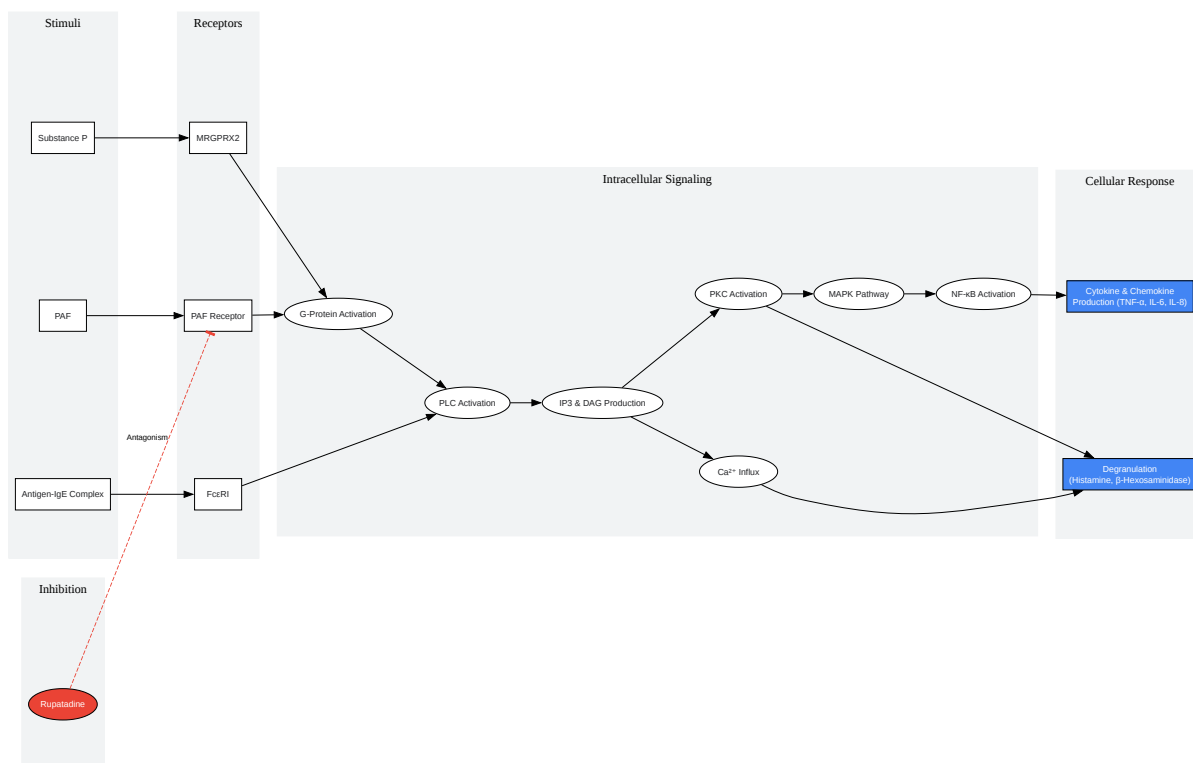 Stimuli
Receptors
Substance P
MRGPRX2
Intracellular Signaling
Cellular Response
PAF
PAF Receptor
G-Protein Activation
PKC Activation
MAPK Pathway
NF-κB Activation
Cytokine & Chemokine
Production (TNF-α, IL-6, IL-8)
PLC Activation
IP3 & DAG Production
Antagonism
Ca²⁺ Influx
Degranulation
(Histamine, β-Hexosaminidase)
Antigen-IgE Complex
FcεRI
Inhibition
Rupatadine